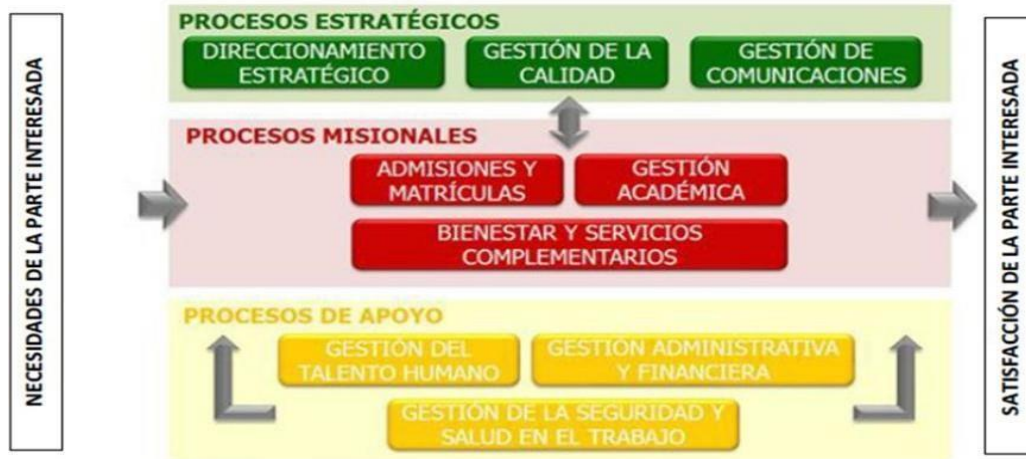 NECESIDADES DE LA PARTE INTERESADA
PROCESOS ESTRATÉGICOS
DIRECCIONAMIENTO
ESTRATÉGICO
GESTIÓN DE LA
CALIDAD
GESTIÓN DE
COMUNICACIONES
PROCESOS MISIONALES
ADMISIONES Y
MATRÍCULAS
GESTIÓN
ACADÉMICA
BIENESTAR Y SERVICIOS
COMPLEMENTARIOS
PROCESOS DE APOYO
GESTIÓN DEL
TALENTO HUMANO
GESTIÓN ADMINISTRATIVA
Y FINANCIERA
GESTIÓN DE LA SEGURIDAD Y
SALUD EN EL TRABAJO
SATISFACCIÓN DE LA PARTE INTERESADA